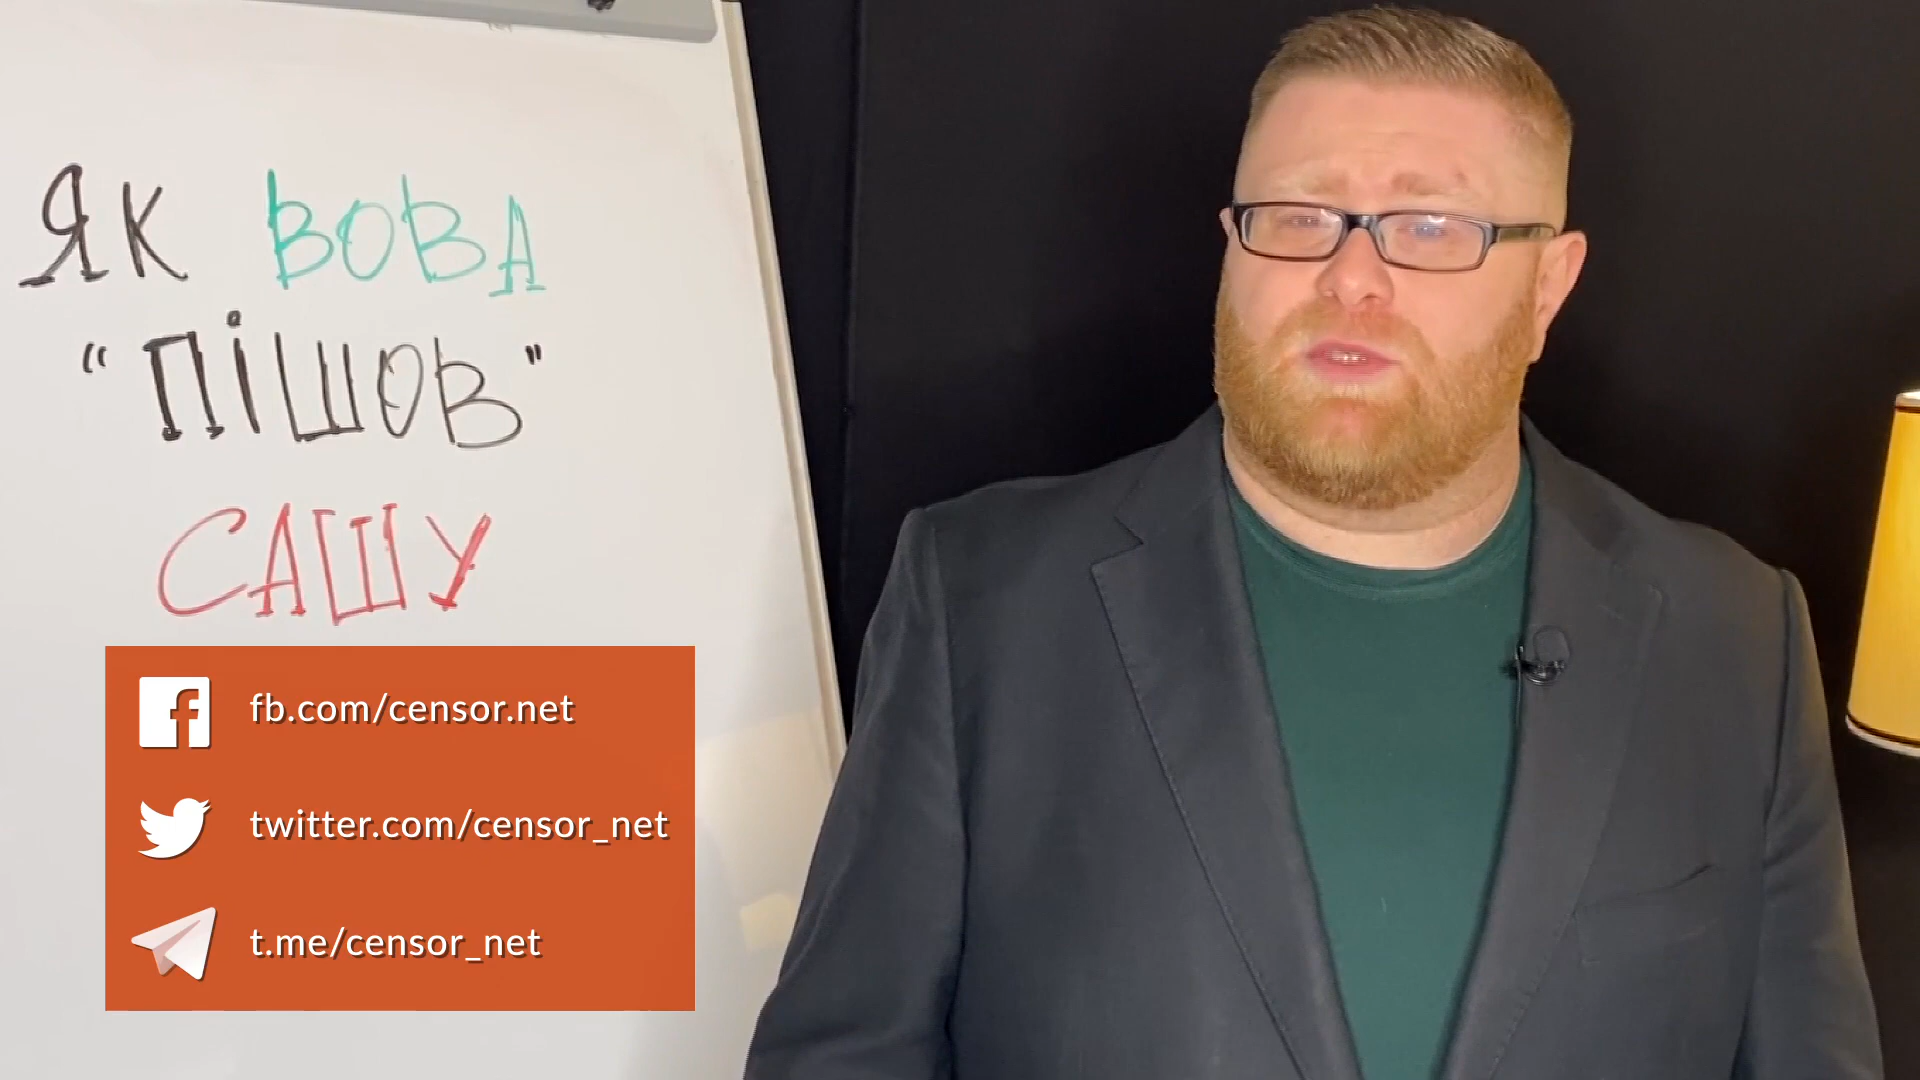 ЯК ВОВА
"ПІШОВ"
САШУ
fb.com/censor.net
twitter.com/censor_net
t.me/censor_net